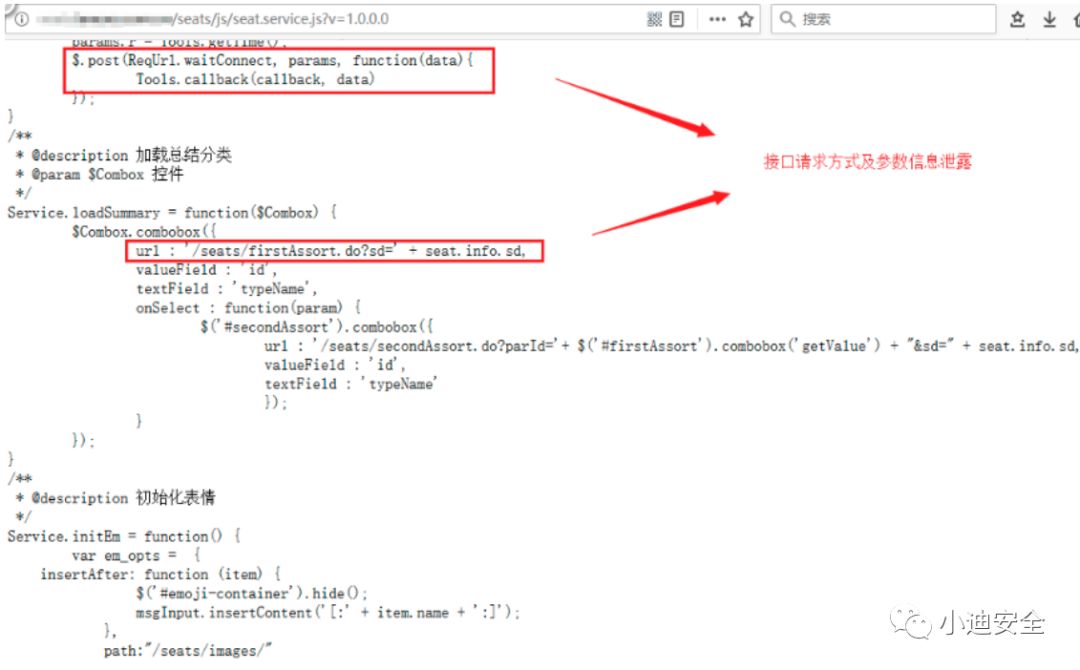 /seats/js/seat.service.js?v=1.0.0.0
搜索
params.r = Tools.getTime();
$.post(ReqUrl.waitConnect, params, function(data){
Tools.callback(callback, data)
});
}
/**
* @description 加载总结分类
* @param $Combox 控件
*/
Service.loadSummary = function($Combox) {
$Combox.combobox({
url : '/seats/firstAssort.do?sd=' + seat.info.sd,
valueField : 'id',
textField : 'typeName',
onSelect : function(param) {
$('#secondAssort').combobox({
url : '/seats/secondAssort.do?parId='+ $('#firstAssort').combobox('getValue') + "&sd=" + seat.info.sd,
valueField : 'id',
textField : 'typeName'
});
}
});
}
/**
* @description 初始化表情
*/
Service.initEm = function() {
var em_opts = {
insertAfter: function (item) {
$('#emoji-container').hide();
msgInput.insertContent('[:' + item.name + ':]');
},
path:"/seats/images/"
接口请求方式及参数信息泄露
小迪安全